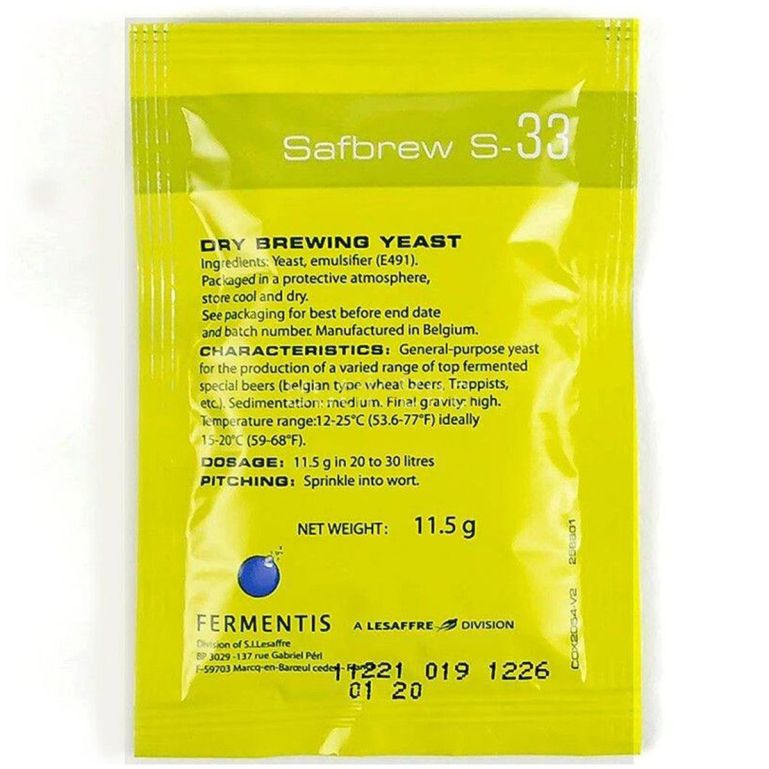 Safbrew S-33
DRY BREWING YEAST
Ingredients: Yeast, emulsifier (E491).
Packaged in a protective atmosphere,
store cool and dry.
See packaging for best before end date
and batch number. Manufactured in Belgium.
CHARACTERISTICS: General-purpose yeast
for the production of a varied range of top fermented
special beers (belgian type wheat beers, Trappists,
etc). Sedimentation: medium. Final gravity: high.
Temperature range:12-25°C (53.6-77°F) ideally
15-20°C (59-68°F).
DOSAGE: 11.5 g in 20 to 30 litres
PITCHING: Sprinkle into wort.
NET WEIGHT: 11.5 g
FERMENTIS
A LESAFFRE DIVISION
Division of S.I.Lesaffre
BP 3029 -137 rue Gabriel Péri
F-59703 Marcq-en-Barœul cedex -
11221 019 1226
01 20